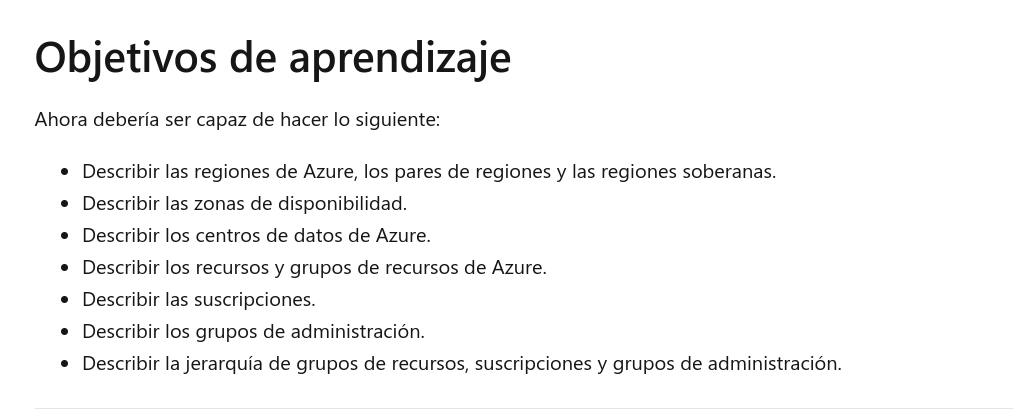 Objetivos de aprendizaje
Ahora debería ser capaz de hacer lo siguiente:
• Describir las regiones de Azure, los pares de regiones y las regiones soberanas.
• Describir las zonas de disponibilidad.
• Describir los centros de datos de Azure.
• Describir los recursos y grupos de recursos de Azure.
• Describir las suscripciones.
• Describir los grupos de administración.
• Describir la jerarquía de grupos de recursos, suscripciones y grupos de administración.